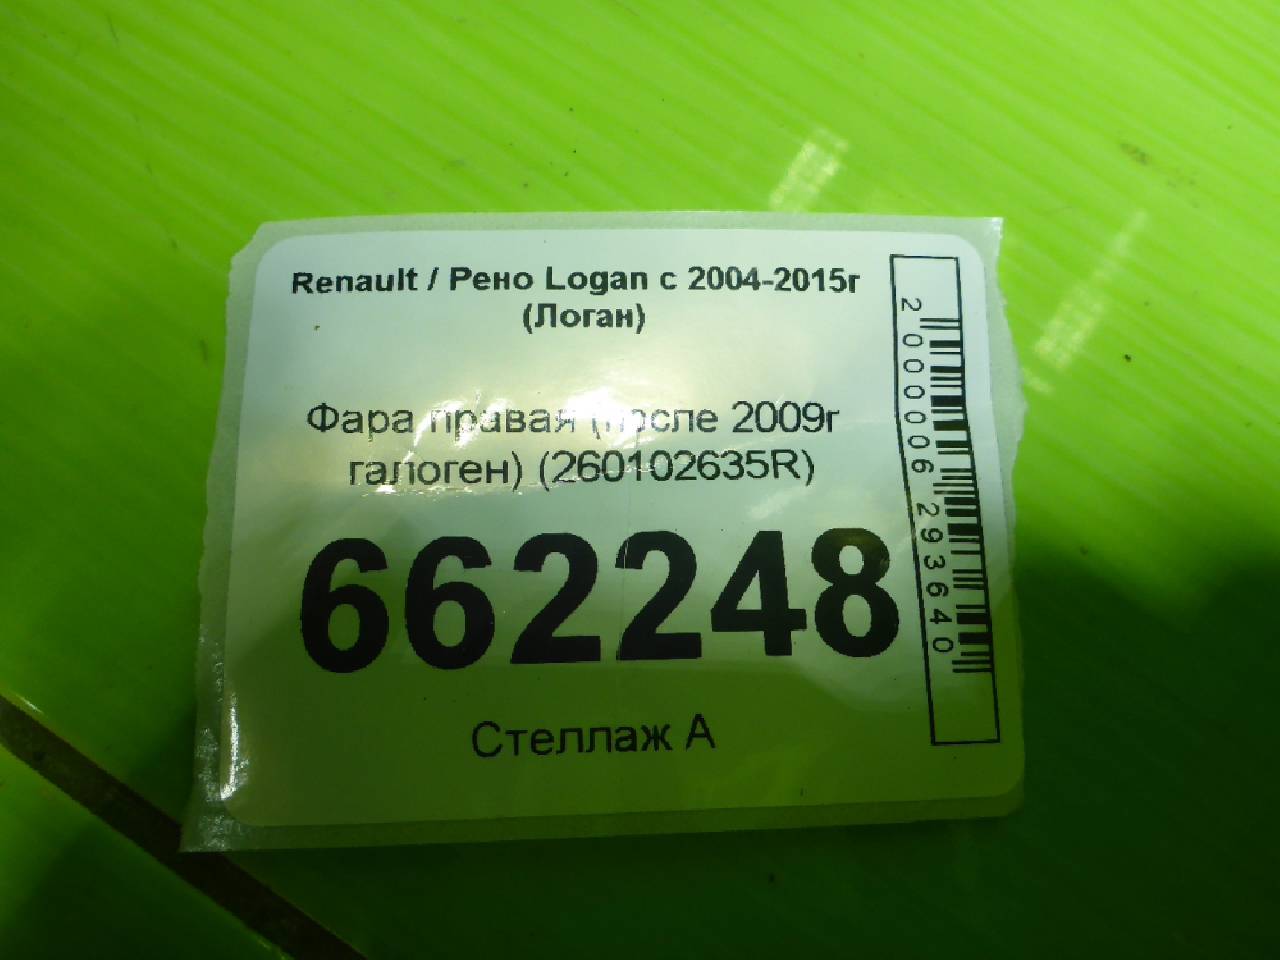 Renault / Рено Logan с 2004-2015г
(Логан)
Фара правая (после 2009г
галоген) (260102635R)
662248
Стеллаж А
2000006293640